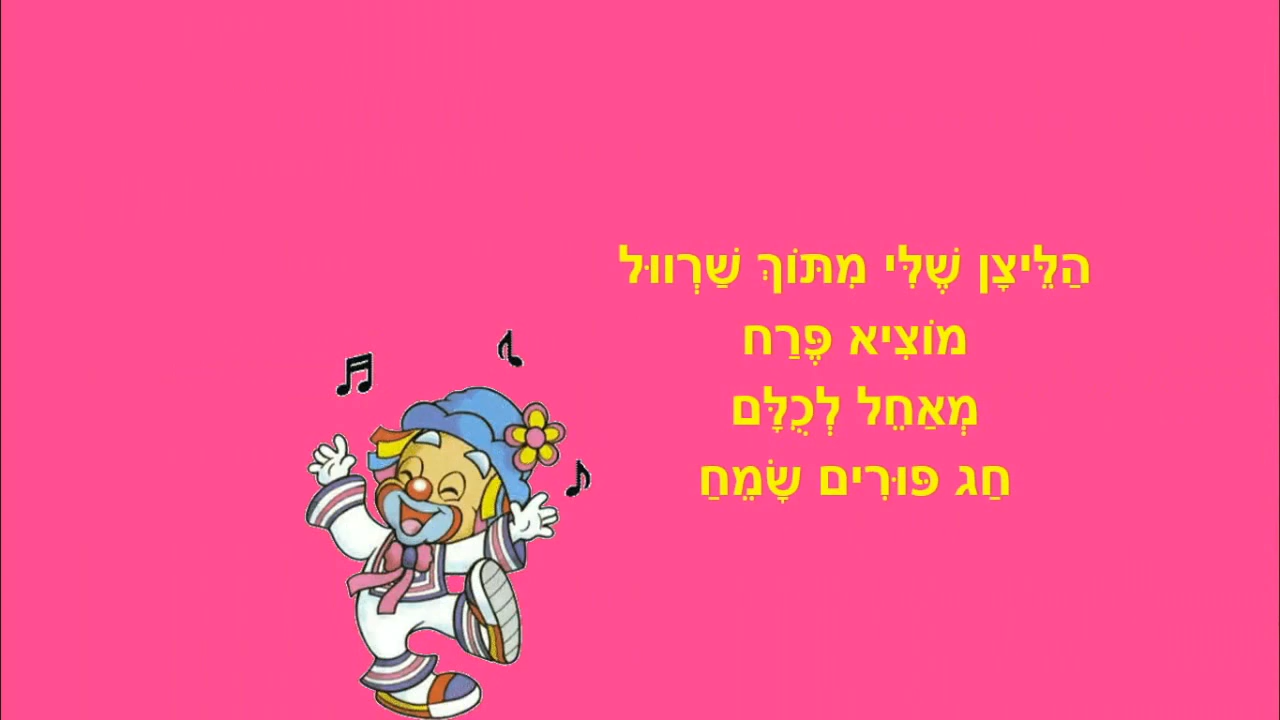 הַלֵּיצָן שֶׁלִּי מִתּוֹךְ שַׁרְווּל
מוֹצִיא פֶּרַח
מְאַחֵל לְכֻלָּם
חַג פּוּרִים שָׂמֵחַ